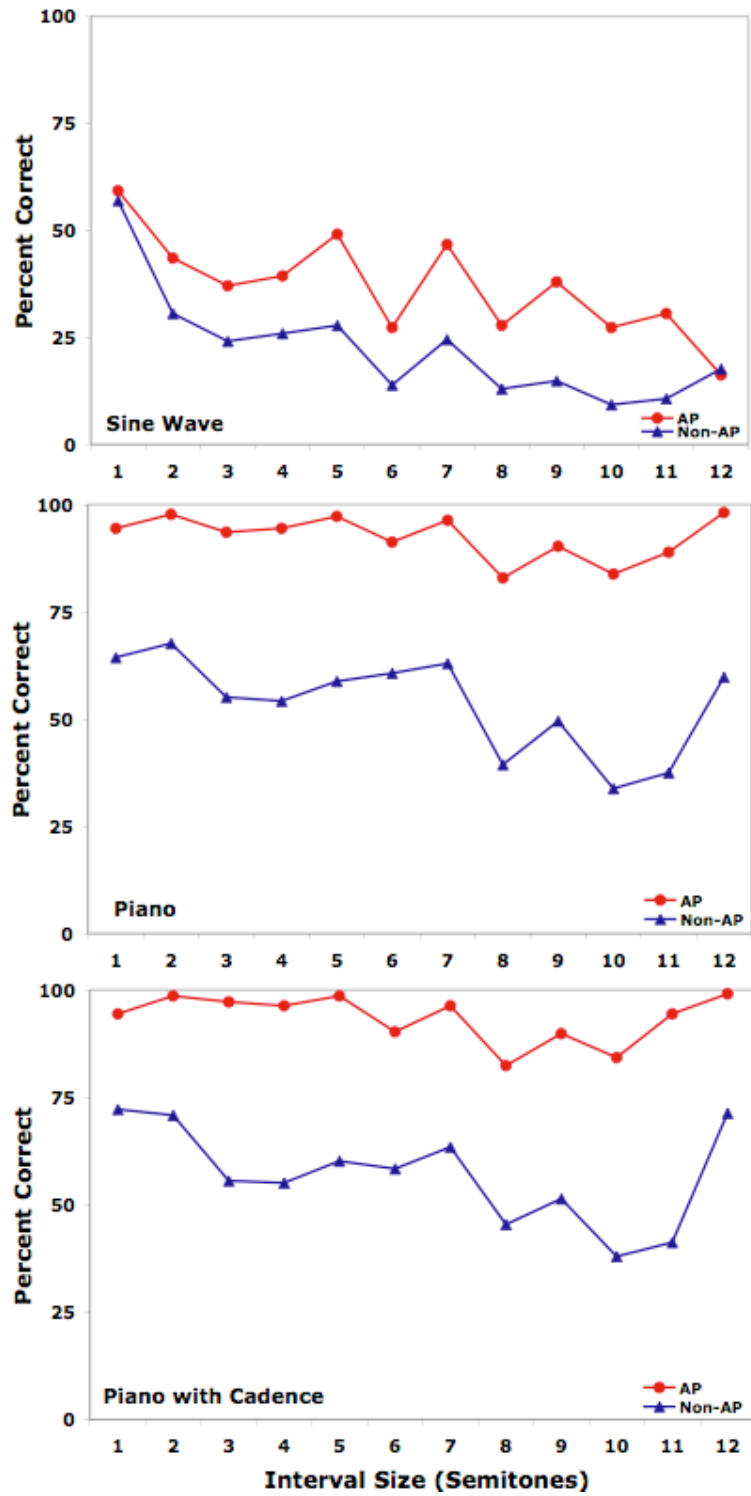 100
75
50
25
0
Percent Correct
Sine Wave
AP
Non-AP
1 2 3 4 5 6 7 8 9 10 11 12
100
75
50
25
0
Percent Correct
Piano
AP
Non-AP
1 2 3 4 5 6 7 8 9 10 11 12
100
75
50
25
0
Percent Correct
Piano with Cadence
AP
Non-AP
1 2 3 4 5 6 7 8 9 10 11 12
Interval Size (Semitones)